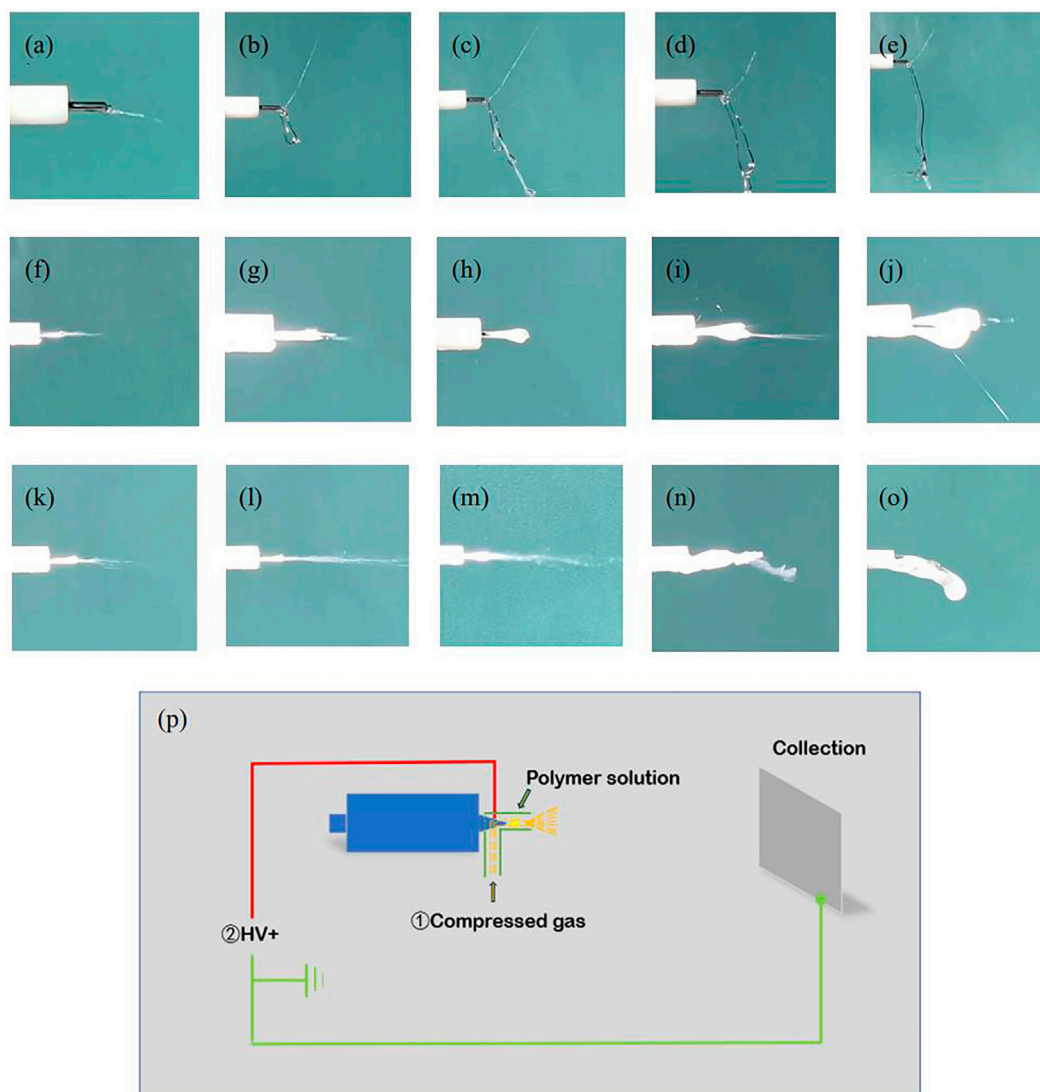 (a)
(b)
(c)
(d)
(e)
(f)
(g)
(h)
(i)
(j)
(k)
(l)
(m)
(n)
(o)
(p)
Collection
Polymer solution
①Compressed gas
②HV+